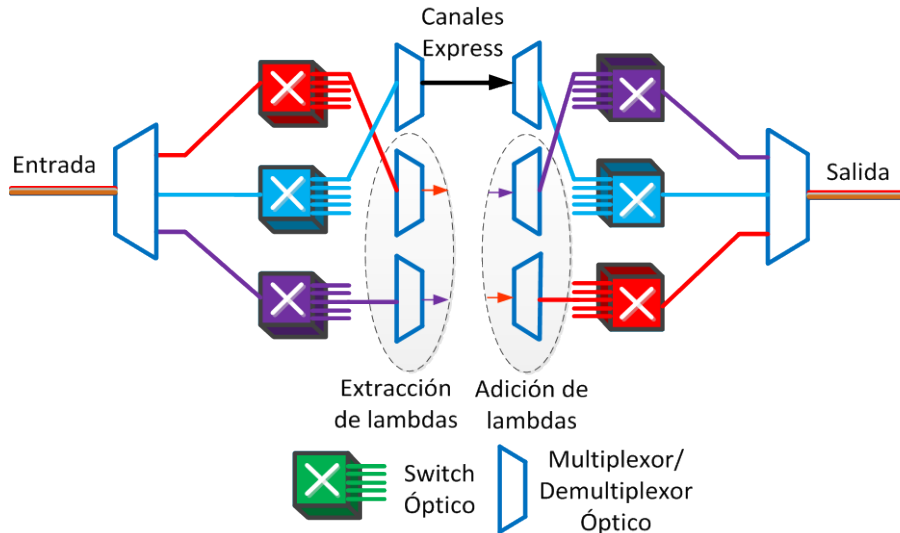 Canales
Express
Entrada
Salida
Extracción
de lambdas
Adición de
lambdas
Switch
Óptico
Multiplexor/
Demultiplexor
Óptico